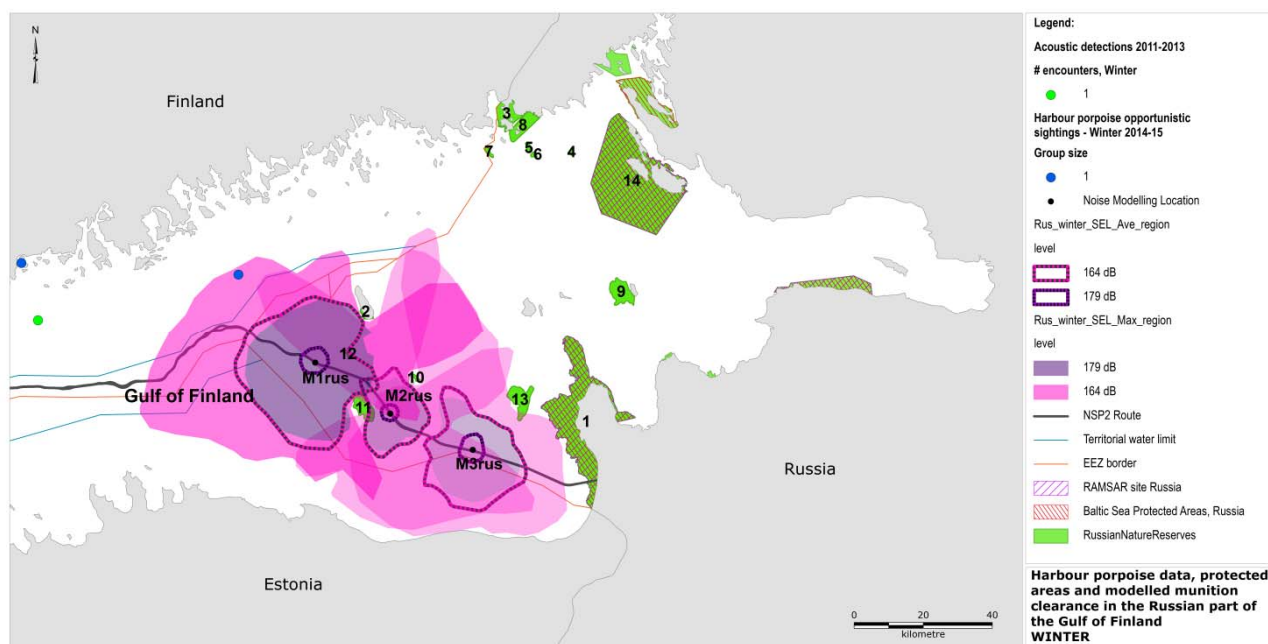 N
Finland
3
8
7
5
6
4
14
9
2
12
M1rus
10
Gulf of Finland
M2rus
11
13
1
M3rus
Russia
Estonia
0 20 40
kilometre
Legend:
Acoustic detections 2011-2013
# encounters, Winter
1
Harbour porpoise opportunistic
sightings - Winter 2014-15
Group size
1
Noise Modelling Location
Rus_winter_SEL_Ave_region
level
164 dB
179 dB
Rus_winter_SEL_Max_region
level
179 dB
164 dB
NSP2 Route
Territorial water limit
EEZ border
RAMSAR site Russia
Baltic Sea Protected Areas, Russia
RussianNatureReserves
Harbour porpoise data, protected
areas and modelled munition
clearance in the Russian part of
the Gulf of Finland
WINTER